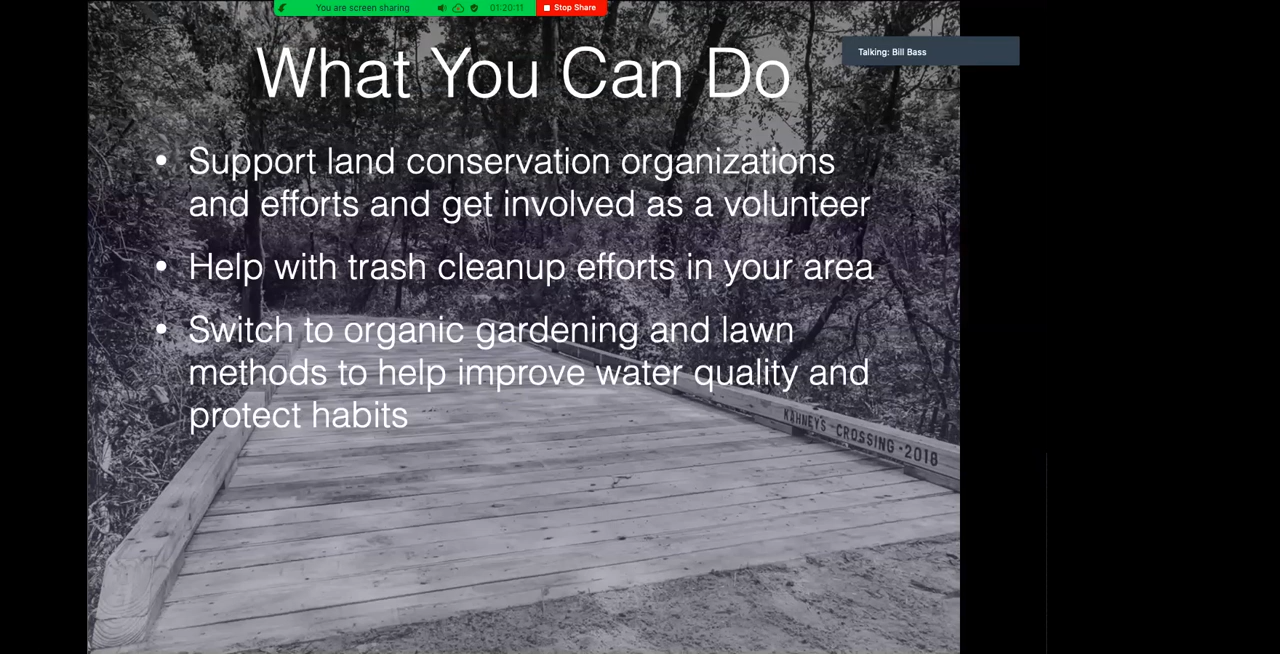 You are screen sharing
01:20:11
Stop Share
Talking: Bill Bass
What You Can Do
• Support land conservation organizations
and efforts and get involved as a volunteer
• Help with trash cleanup efforts in your area
• Switch to organic gardening and lawn
methods to help improve water quality and
protect habits
KAHNEYS CROSSING - 2018